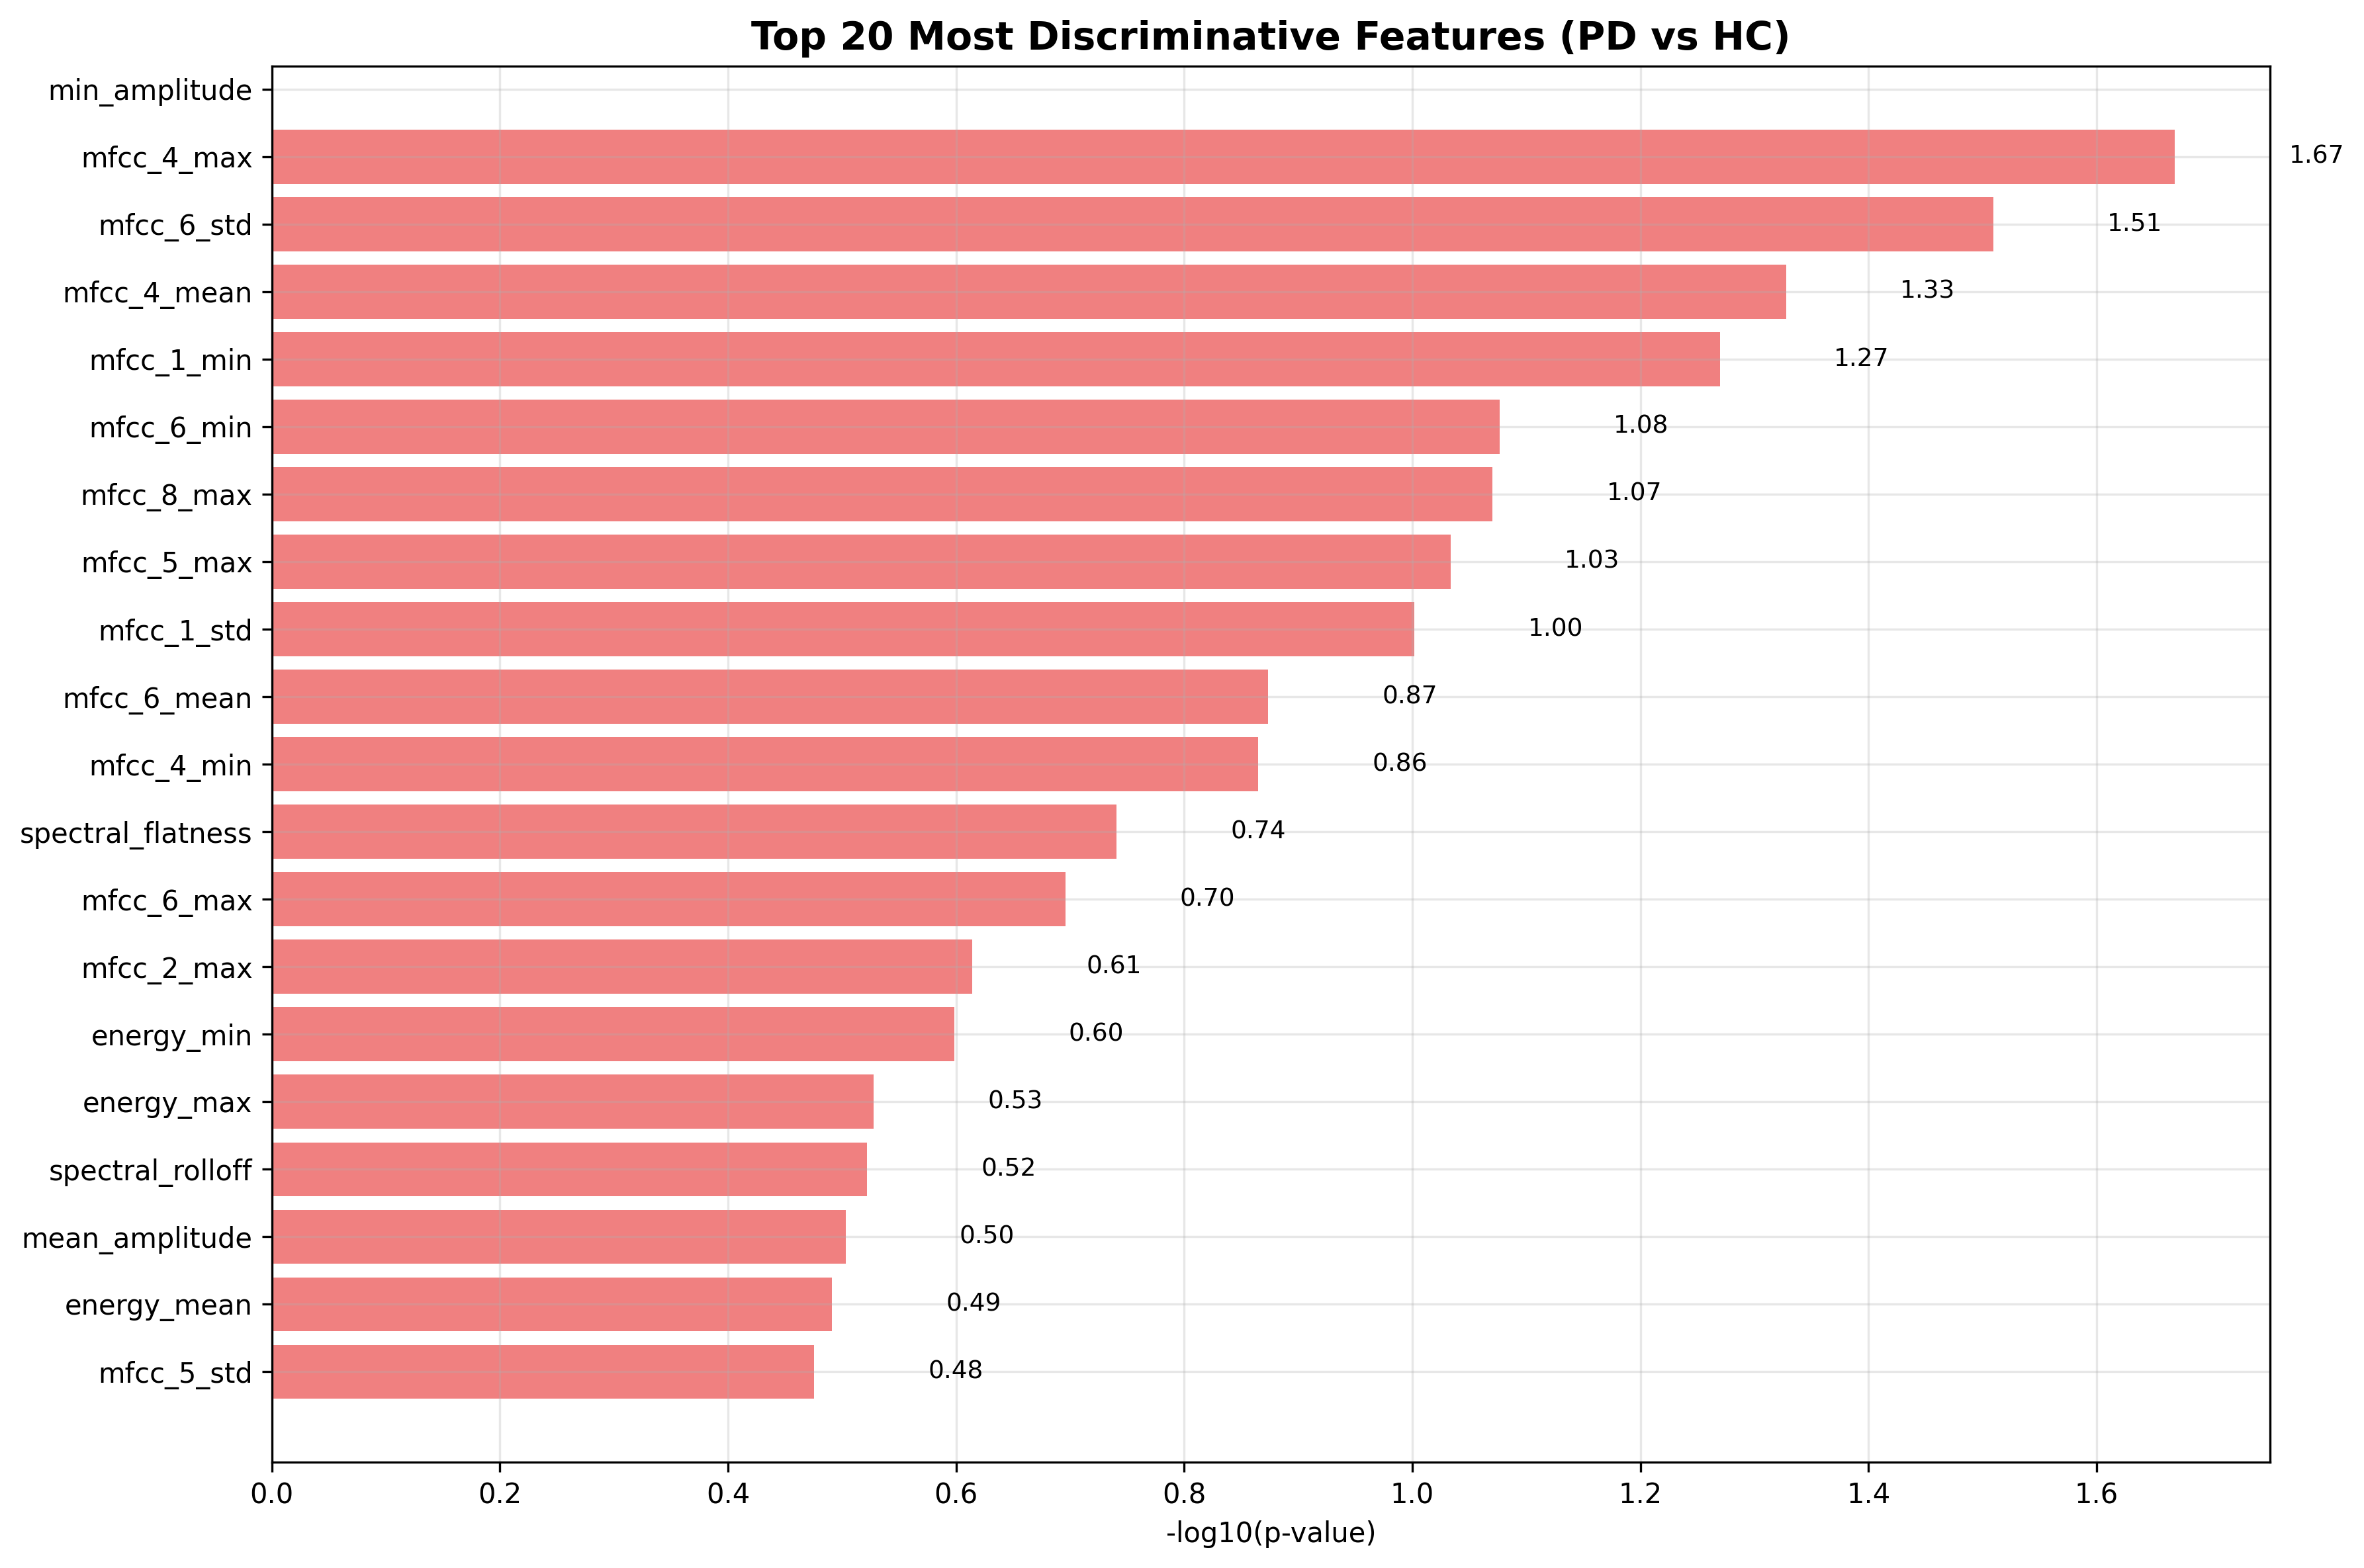 Top 20 Most Discriminative Features (PD vs HC)
min_amplitude
mfcc_4_max 1.67
mfcc_6_std 1.51
mfcc_4_mean 1.33
mfcc_1_min 1.27
mfcc_6_min 1.08
mfcc_8_max 1.07
mfcc_5_max 1.03
mfcc_1_std 1.00
mfcc_6_mean 0.87
mfcc_4_min 0.86
spectral_flatness 0.74
mfcc_6_max 0.70
mfcc_2_max 0.61
energy_min 0.60
energy_max 0.53
spectral_rolloff 0.52
mean_amplitude 0.50
energy_mean 0.49
mfcc_5_std 0.48
0.0 0.2 0.4 0.6 0.8 1.0 1.2 1.4 1.6
-log10(p-value)